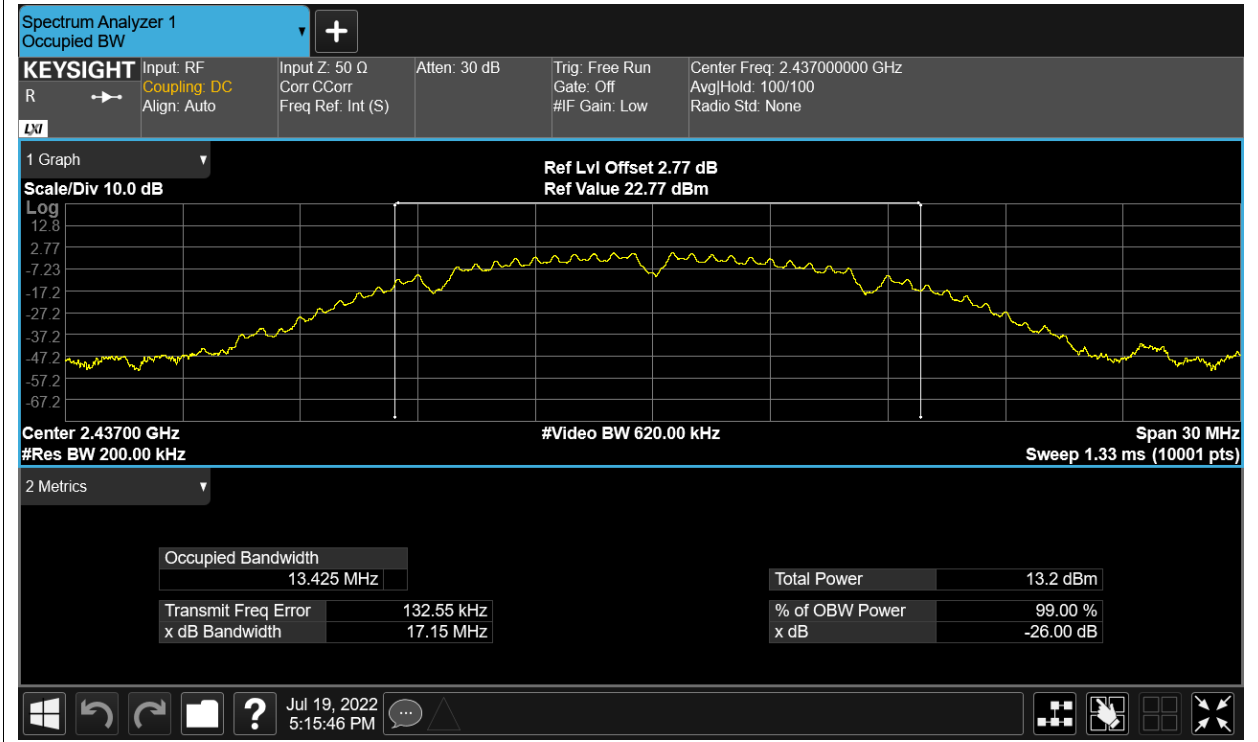 Spectrum Analyzer 1
Occupied BW
KEYSIGHT
R
LXI
Input: RF
Coupling: DC
Align: Auto
Input Z: 50 Ω
Corr CCorr
Freq Ref: Int (S)
Atten: 30 dB
Trig: Free Run
Gate: Off
#IF Gain: Low
Center Freq: 2.437000000 GHz
Avg|Hold: 100/100
Radio Std: None
1 Graph
Scale/Div 10.0 dB
Ref Lvl Offset 2.77 dB
Ref Value 22.77 dBm
Log
12.8
2.77
-7.23
-17.2
-27.2
-37.2
-47.2
-57.2
-67.2
Center 2.43700 GHz
#Video BW 620.00 kHz
Span 30 MHz
#Res BW 200.00 kHz
Sweep 1.33 ms (10001 pts)
2 Metrics
Occupied Bandwidth
13.425 MHz
Total Power 13.2 dBm
Transmit Freq Error 132.55 kHz
% of OBW Power 99.00 %
x dB Bandwidth 17.15 MHz
x dB -26.00 dB
?
Jul 19, 2022
5:15:46 PM